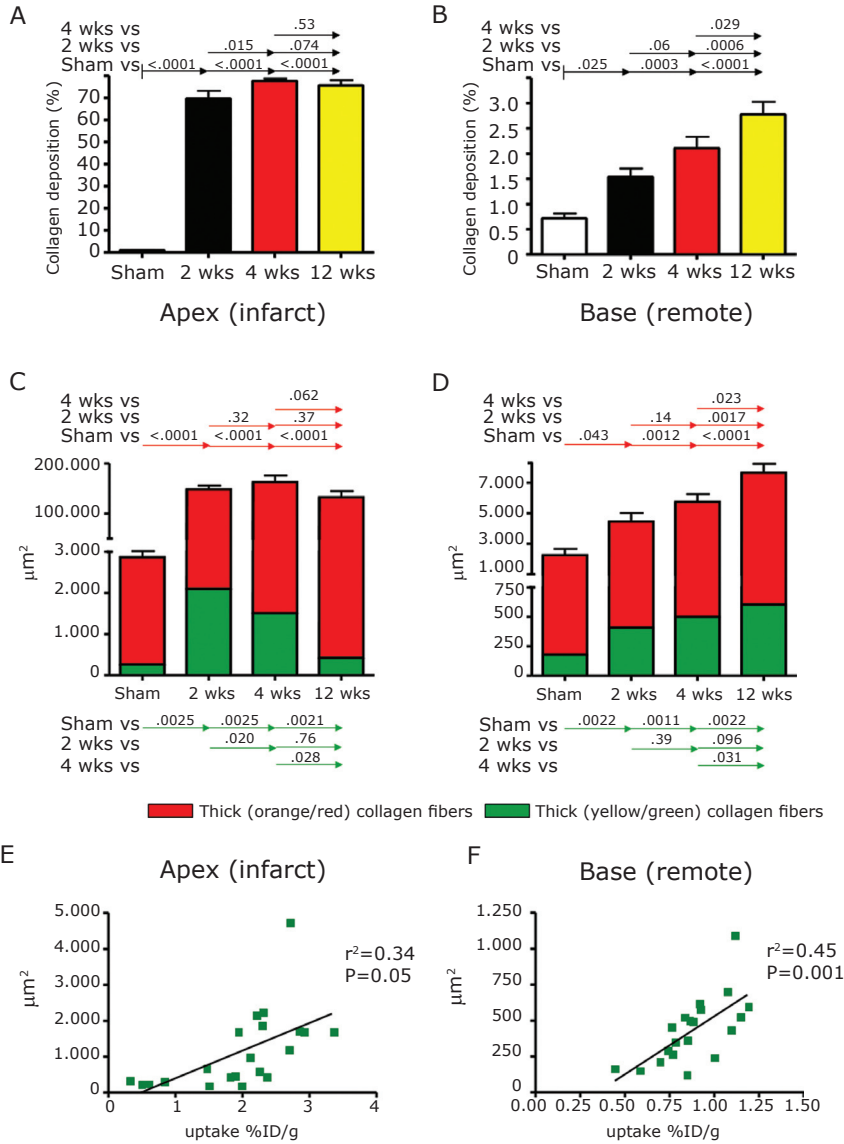 A
4 wks vs .53
2 wks vs .015 .074
Sham vs <.0001 <.0001 <.0001
Collagen deposition (%)
70
60
50
40
30
20
10
0
Sham 2 wks 4 wks 12 wks
Apex (infarct)
B
4 wks vs .029
2 wks vs .06 .0006
Sham vs .025 .0003 <.0001
Collagen deposition (%)
3.0
2.5
2.0
1.5
1.0
0.5
0
Sham 2 wks 4 wks 12 wks
Base (remote)
C
4 wks vs .062
2 wks vs .32 .37
Sham vs <.0001 <.0001 <.0001
μm²
200.000
100.000
3.000
2.000
1.000
0
Sham 2 wks 4 wks 12 wks
Sham vs .0025 .0025 .0021
2 wks vs .020 .76
4 wks vs .028
D
4 wks vs .023
2 wks vs .14 .0017
Sham vs .043 .0012 <.0001
μm²
7.000
5.000
3.000
1.000
750
500
250
0
Sham 2 wks 4 wks 12 wks
Sham vs .0022 .0011 .0022
2 wks vs .39 .096
4 wks vs .031
Thick (orange/red) collagen fibers Thick (yellow/green) collagen fibers
E
Apex (infarct)
μm²
5.000
4.000
3.000
2.000
1.000
0
r²=0.34
P=0.05
0 1 2 3 4
uptake %ID/g
F
Base (remote)
μm²
1.250
1.000
750
500
250
0
r²=0.45
P=0.001
0.00 0.25 0.50 0.75 1.00 1.25 1.50
uptake %ID/g